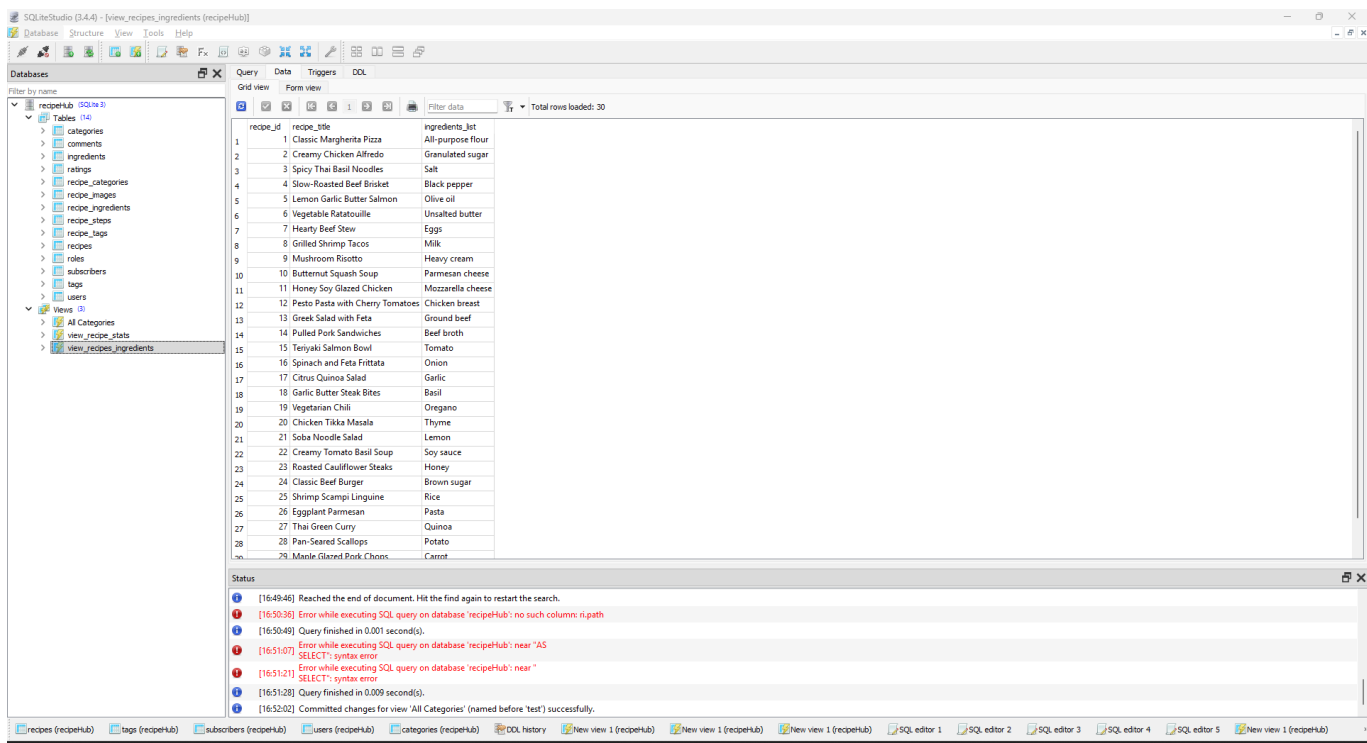 SQLiteStudio (3.4.4) - [view_recipes_ingredients (recipeHub)]
Database Structure View Tools Help
Databases
Filter by name
recipeHub (SQLite 3)
Tables (14)
categories
comments
ingredients
ratings
recipe_categories
recipe_images
recipe_ingredients
recipe_steps
recipe_tags
recipes
roles
subscribers
tags
users
Views (3)
All Categories
view_recipe_stats
view_recipes_ingredients
Query Data Triggers DDL
Grid view Form view
1 Filter data Total rows loaded: 30
recipe_id recipe_title ingredients_list
1 1 Classic Margherita Pizza All-purpose flour
2 2 Creamy Chicken Alfredo Granulated sugar
3 3 Spicy Thai Basil Noodles Salt
4 4 Slow-Roasted Beef Brisket Black pepper
5 5 Lemon Garlic Butter Salmon Olive oil
6 6 Vegetable Ratatouille Unsalted butter
7 7 Hearty Beef Stew Eggs
8 8 Grilled Shrimp Tacos Milk
9 9 Mushroom Risotto Heavy cream
10 10 Butternut Squash Soup Parmesan cheese
11 11 Honey Soy Glazed Chicken Mozzarella cheese
12 12 Pesto Pasta with Cherry Tomatoes Chicken breast
13 13 Greek Salad with Feta Ground beef
14 14 Pulled Pork Sandwiches Beef broth
15 15 Teriyaki Salmon Bowl Tomato
16 16 Spinach and Feta Frittata Onion
17 17 Citrus Quinoa Salad Garlic
18 18 Garlic Butter Steak Bites Basil
19 19 Vegetarian Chili Oregano
20 20 Chicken Tikka Masala Thyme
21 21 Soba Noodle Salad Lemon
22 22 Creamy Tomato Basil Soup Soy sauce
23 23 Roasted Cauliflower Steaks Honey
24 24 Classic Beef Burger Brown sugar
25 25 Shrimp Scampi Linguine Rice
26 26 Eggplant Parmesan Pasta
27 27 Thai Green Curry Quinoa
28 28 Pan-Seared Scallops Potato
29 29 Maple Glazed Pork Chops Carrot
Status
[16:49:46] Reached the end of document. Hit the find again to restart the search.
[16:50:36] Error while executing SQL query on database 'recipeHub': no such column: ri.path
[16:50:49] Query finished in 0.001 second(s).
[16:51:07] Error while executing SQL query on database 'recipeHub': near "AS
SELECT": syntax error
[16:51:21] Error while executing SQL query on database 'recipeHub': near "
SELECT": syntax error
[16:51:28] Query finished in 0.009 second(s).
[16:52:02] Committed changes for view 'All Categories' (named before 'test') successfully.
recipes (recipeHub) tags (recipeHub) subscribers (recipeHub) users (recipeHub) categories (recipeHub) DDL history New view 1 (recipeHub) New view 1 (recipeHub) New view 1 (recipeHub) SQL editor 1 SQL editor 2 SQL editor 3 SQL editor 4 SQL editor 5 New view 1 (recipeHub)